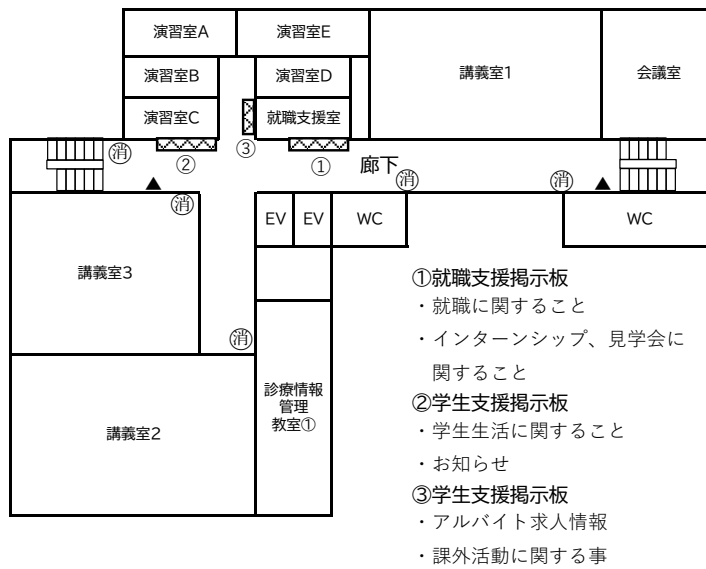 演習室A
演習室E
講義室1
会議室
演習室B
演習室D
演習室C
就職支援室
消
②
③
①
廊下
消
消
消
EV
EV
WC
WC
講義室3
消
診療情報
管理
教室①
講義室2
①就職支援掲示板
・就職に関すること
・インターンシップ、見学会に
関すること
②学生支援掲示板
・学生生活に関すること
・お知らせ
③学生支援掲示板
・アルバイト求人情報
・課外活動に関する事